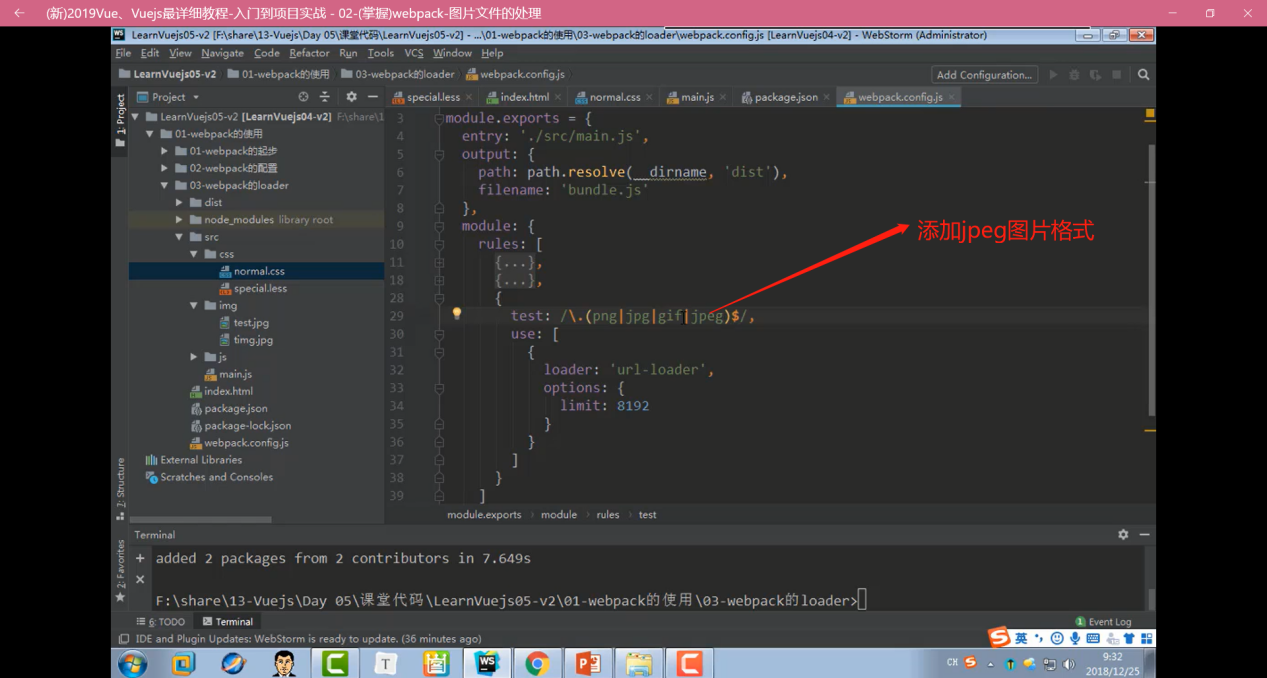 (新)2019Vue、Vuejs最详细教程-入门到项目实战 - 02-(掌握)webpack-图片文件的处理
LearnVuejs05-v2 [F:\share\13-Vuejs\Day 05\课堂代码\LearnVuejs05-v2] - ...\01-webpack的使用\03-webpack的loader\webpack.config.js [LearnVuejs04-v2] - WebStorm (Administrator)
File Edit View Navigate Code Refactor Run Tools VCS Window Help
LearnVuejs05-v2 01-webpack的使用 03-webpack的loader webpack.config.js Add Configuration...
1: Project
Project
special.less index.html normal.css main.js package.json webpack.config.js
LearnVuejs05-v2 [LearnVuejs04-v2] F:\share\1
01-webpack的使用
01-webpack的起步
02-webpack的配置
03-webpack的loader
dist
node_modules library root
src
css
normal.css
special.less
img
test.jpg
timg.jpg
js
main.js
index.html
package.json
package-lock.json
webpack.config.js
External Libraries
Scratches and Consoles
3 module.exports = {
4 entry: './src/main.js',
5 output: {
6 path: path.resolve(__dirname, 'dist'),
7 filename: 'bundle.js'
8 },
9 module: {
10 rules: [
11 {...},
18 {...},
28 {
29 test: /\.(png|jpg|gif|jpeg)$/,
30 use: [
31 {
32 loader: 'url-loader',
33 options: {
34 limit: 8192
35 }
36 }
37 ]
38 }
39 ]
添加jpeg图片格式
module.exports module rules test
7: Structure
2: Favorites
Terminal
added 2 packages from 2 contributors in 7.649s
F:\share\13-Vuejs\Day 05\课堂代码\LearnVuejs05-v2\01-webpack的使用\03-webpack的loader>
6: TODO Terminal 1 Event Log
IDE and Plugin Updates: WebStorm is ready to update. (36 minutes ago)
英
CH
9:32
2018/12/25